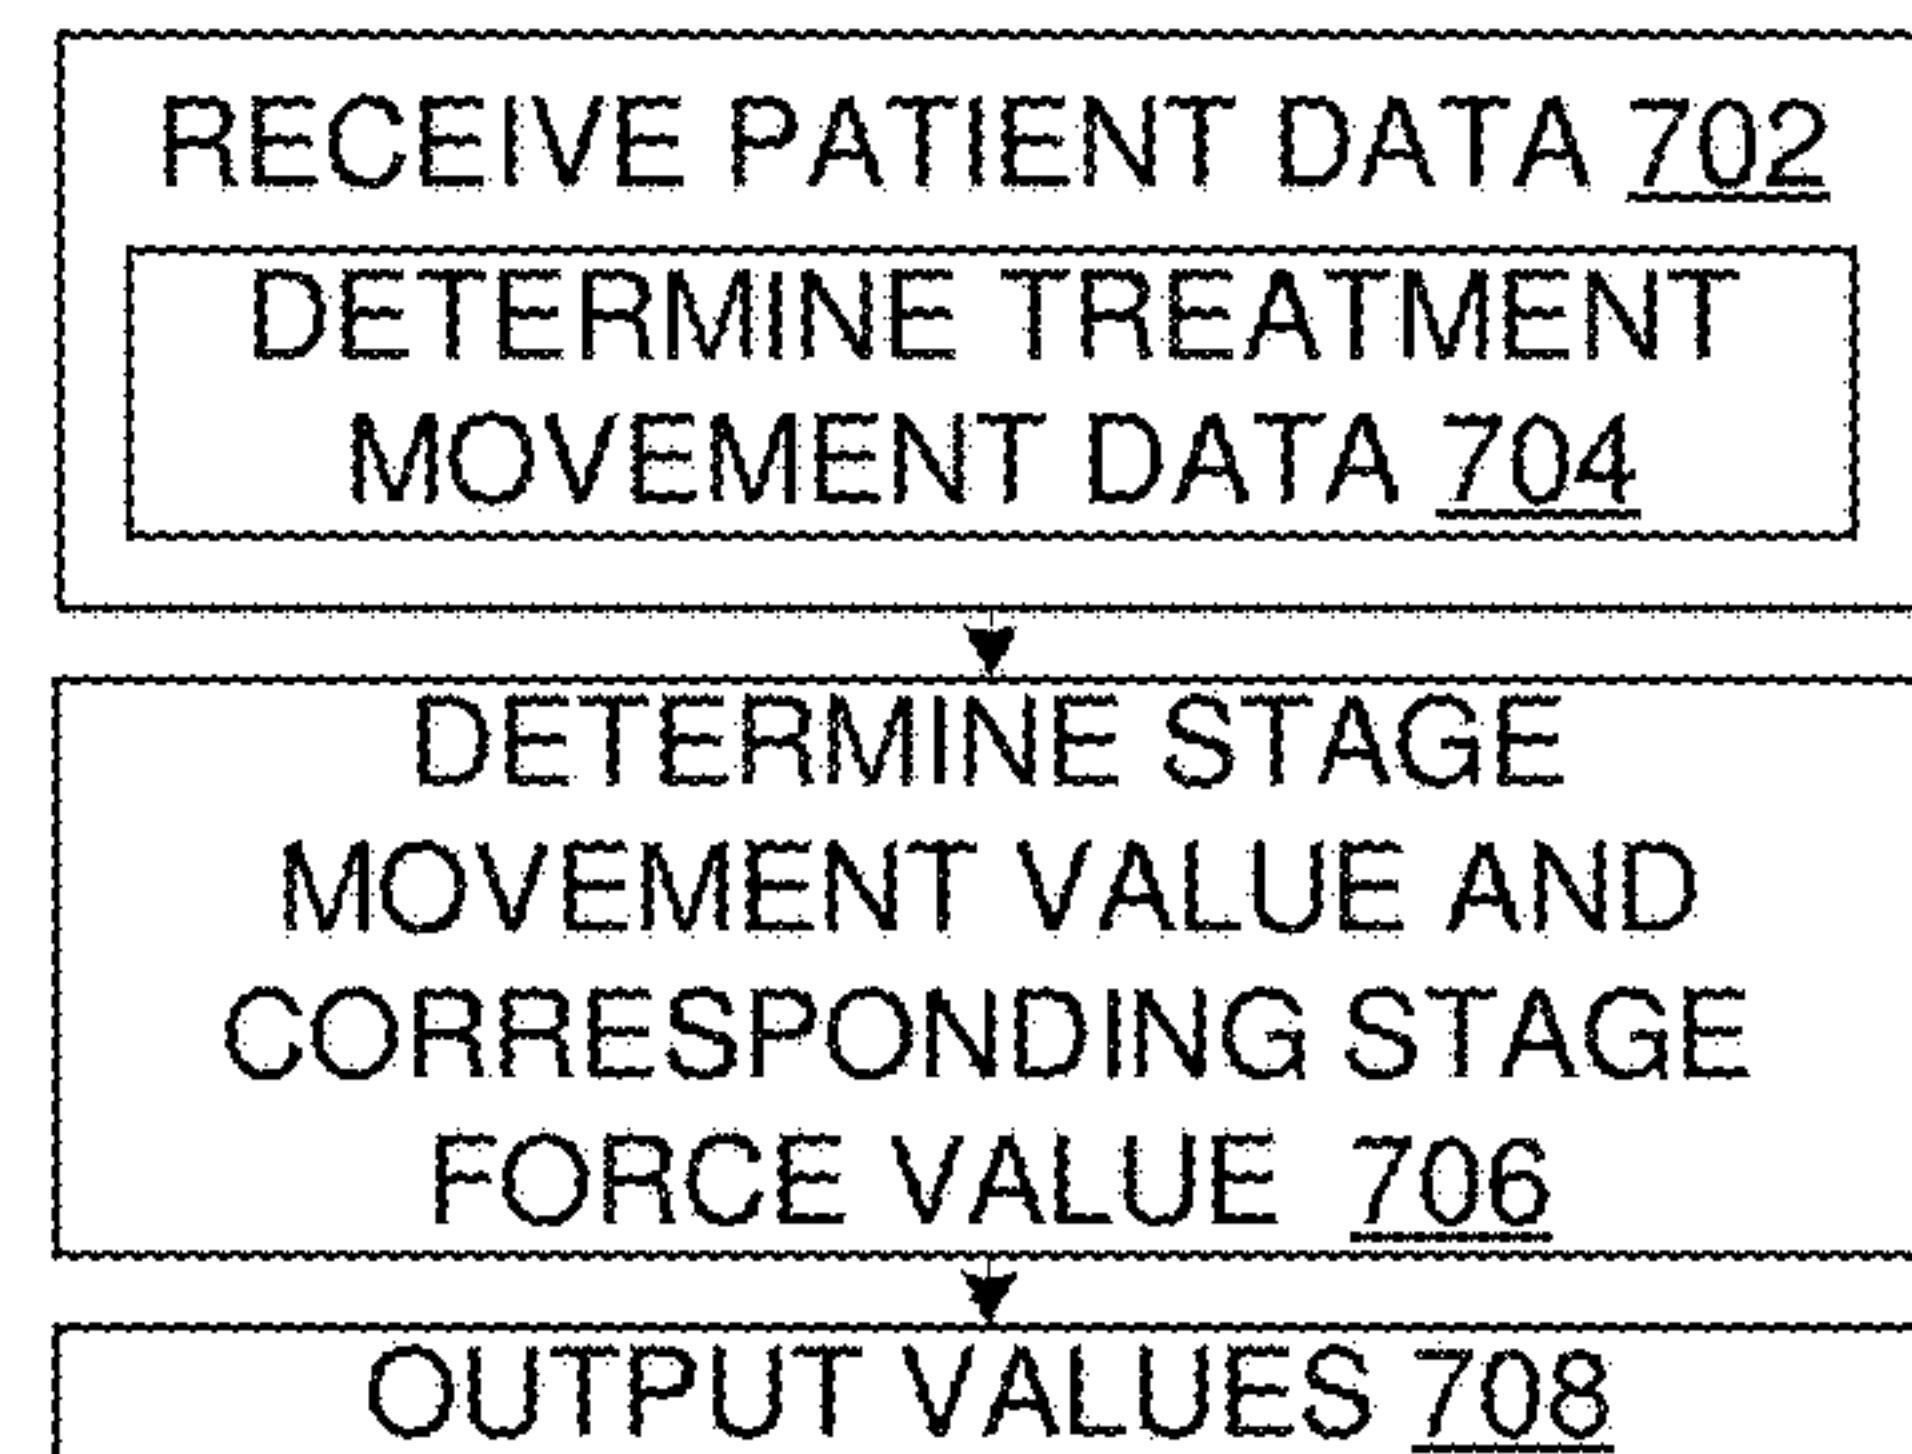 RECEIVE PATIENT DATA 702
DETERMINE TREATMENT
MOVEMENT DATA 704
DETERMINE STAGE
MOVEMENT VALUE AND
CORRESPONDING STAGE
FORCE VALUE 706
OUTPUT VALUES 708